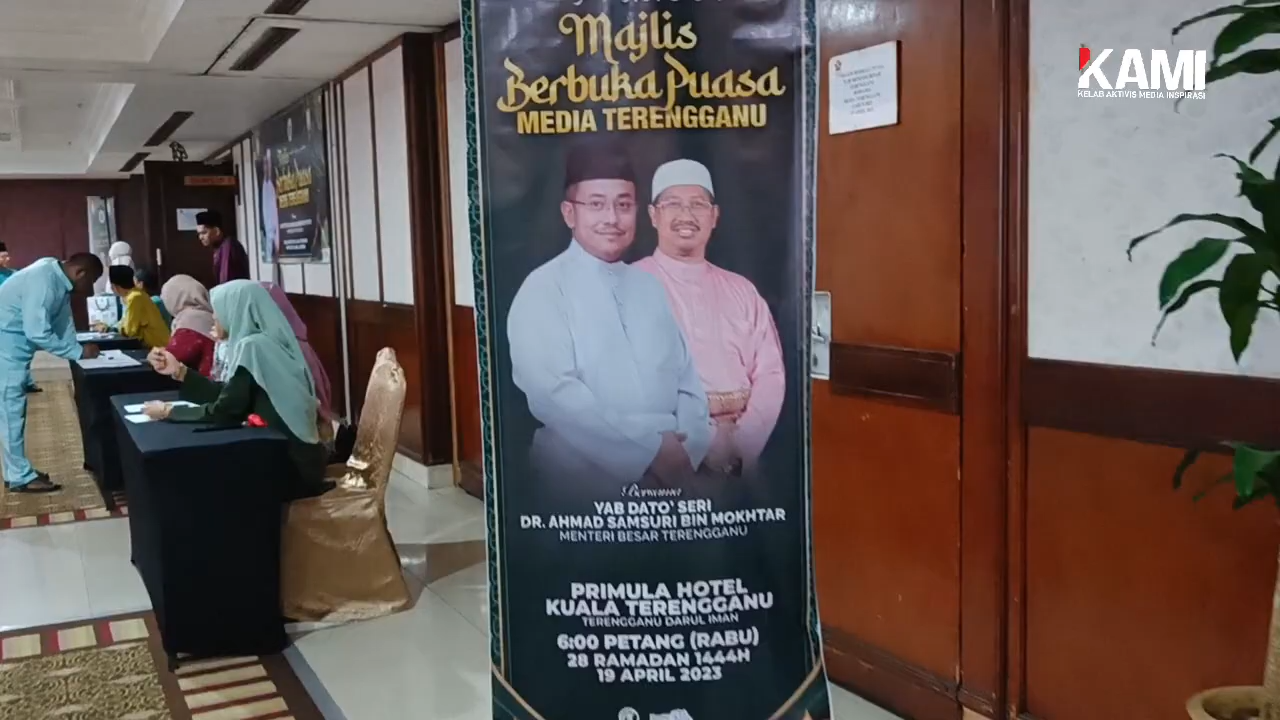 Majlis
Berbuka Puasa
MEDIA TERENGGANU
KAMI
KELAB AKTIVIS MEDIA INSPIRASI
Bersama
YAB DATO' SERI
DR. AHMAD SAMSURI BIN MOKHTAR
MENTERI BESAR TERENGGANU
PRIMULA HOTEL
KUALA TERENGGANU
TERENGGANU DARUL IMAN
6:00 PETANG (RABU)
28 RAMADAN 1444H
19 APRIL 2023